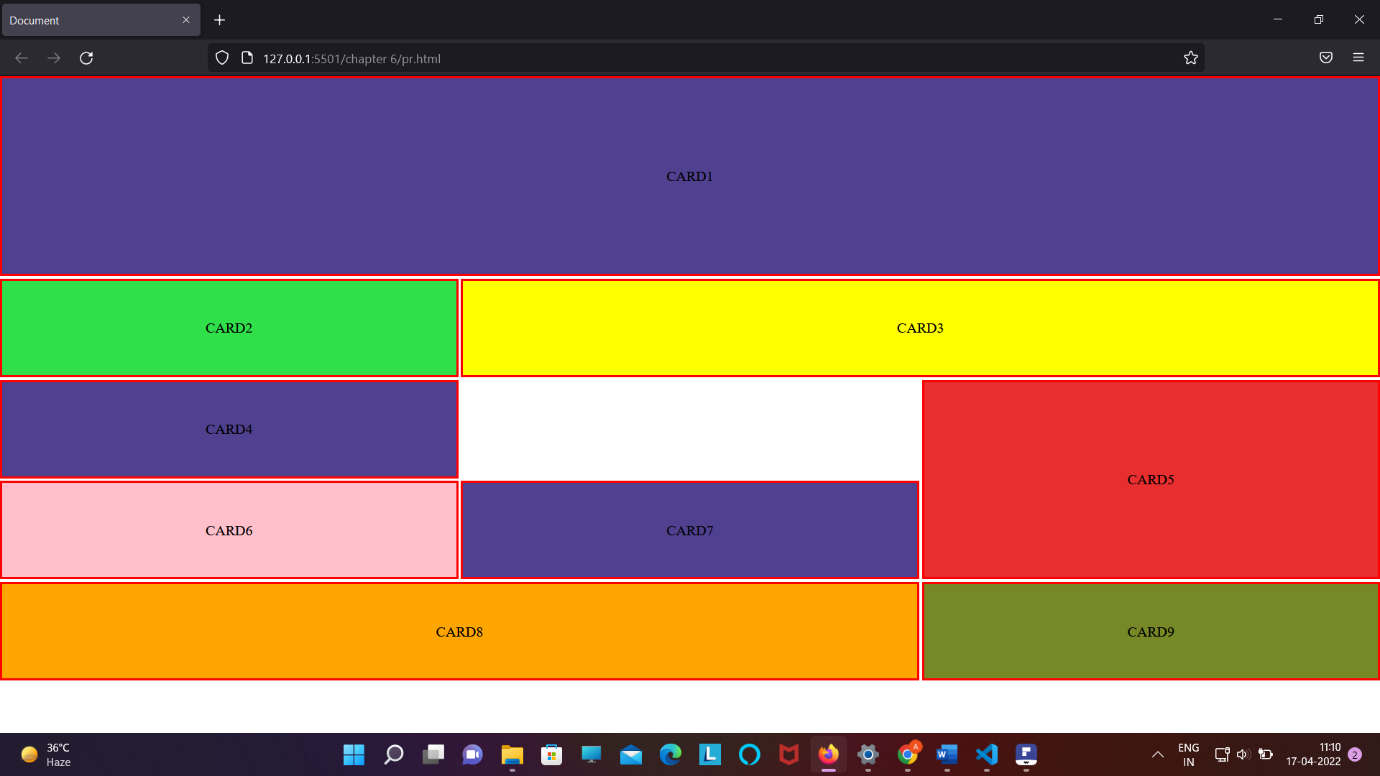 Document
127.0.0.1:5501/chapter 6/pr.html
CARD1
CARD2
CARD3
CARD4
CARD5
CARD6
CARD7
CARD8
CARD9
36°C
Haze
L
A
W
ENG
IN
11:10
17-04-2022
2